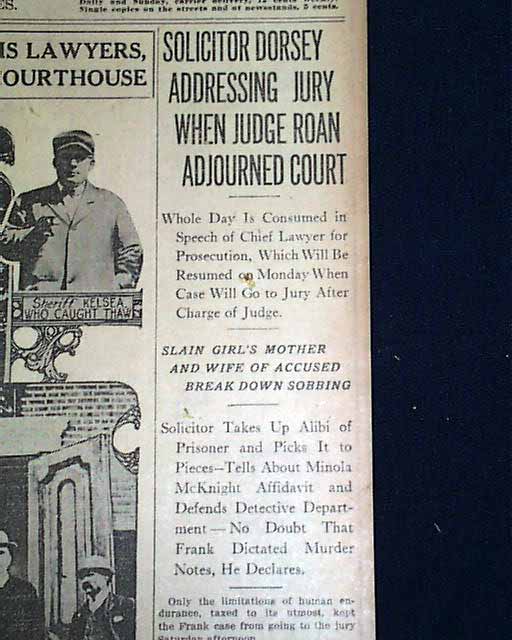 ES.
Daily and Sunday, carrier delivery, 12 cents weekly.
Single copies on the streets and at newsstands, 5 cents.
IS LAWYERS,
COURTHOUSE
Sheriff KELSEA
WHO CAUGHT THAW
SOLICITOR DORSEY
ADDRESSING JURY
WHEN JUDGE ROAN
ADJOURNED COURT
Whole Day Is Consumed in
Speech of Chief Lawyer for
Prosecution, Which Will Be
Resumed on Monday When
Case Will Go to Jury After
Charge of Judge.
SLAIN GIRL'S MOTHER
AND WIFE OF ACCUSED
BREAK DOWN SOBBING
Solicitor Takes Up Alibi of
Prisoner and Picks It to
Pieces—Tells About Minola
McKnight Affidavit and
Defends Detective Depart-
ment—No Doubt That
Frank Dictated Murder
Notes, He Declares.
Only the limitations of human en-
durance, taxed to its utmost, kept
the Frank case from going to the jury
Saturday afternoon